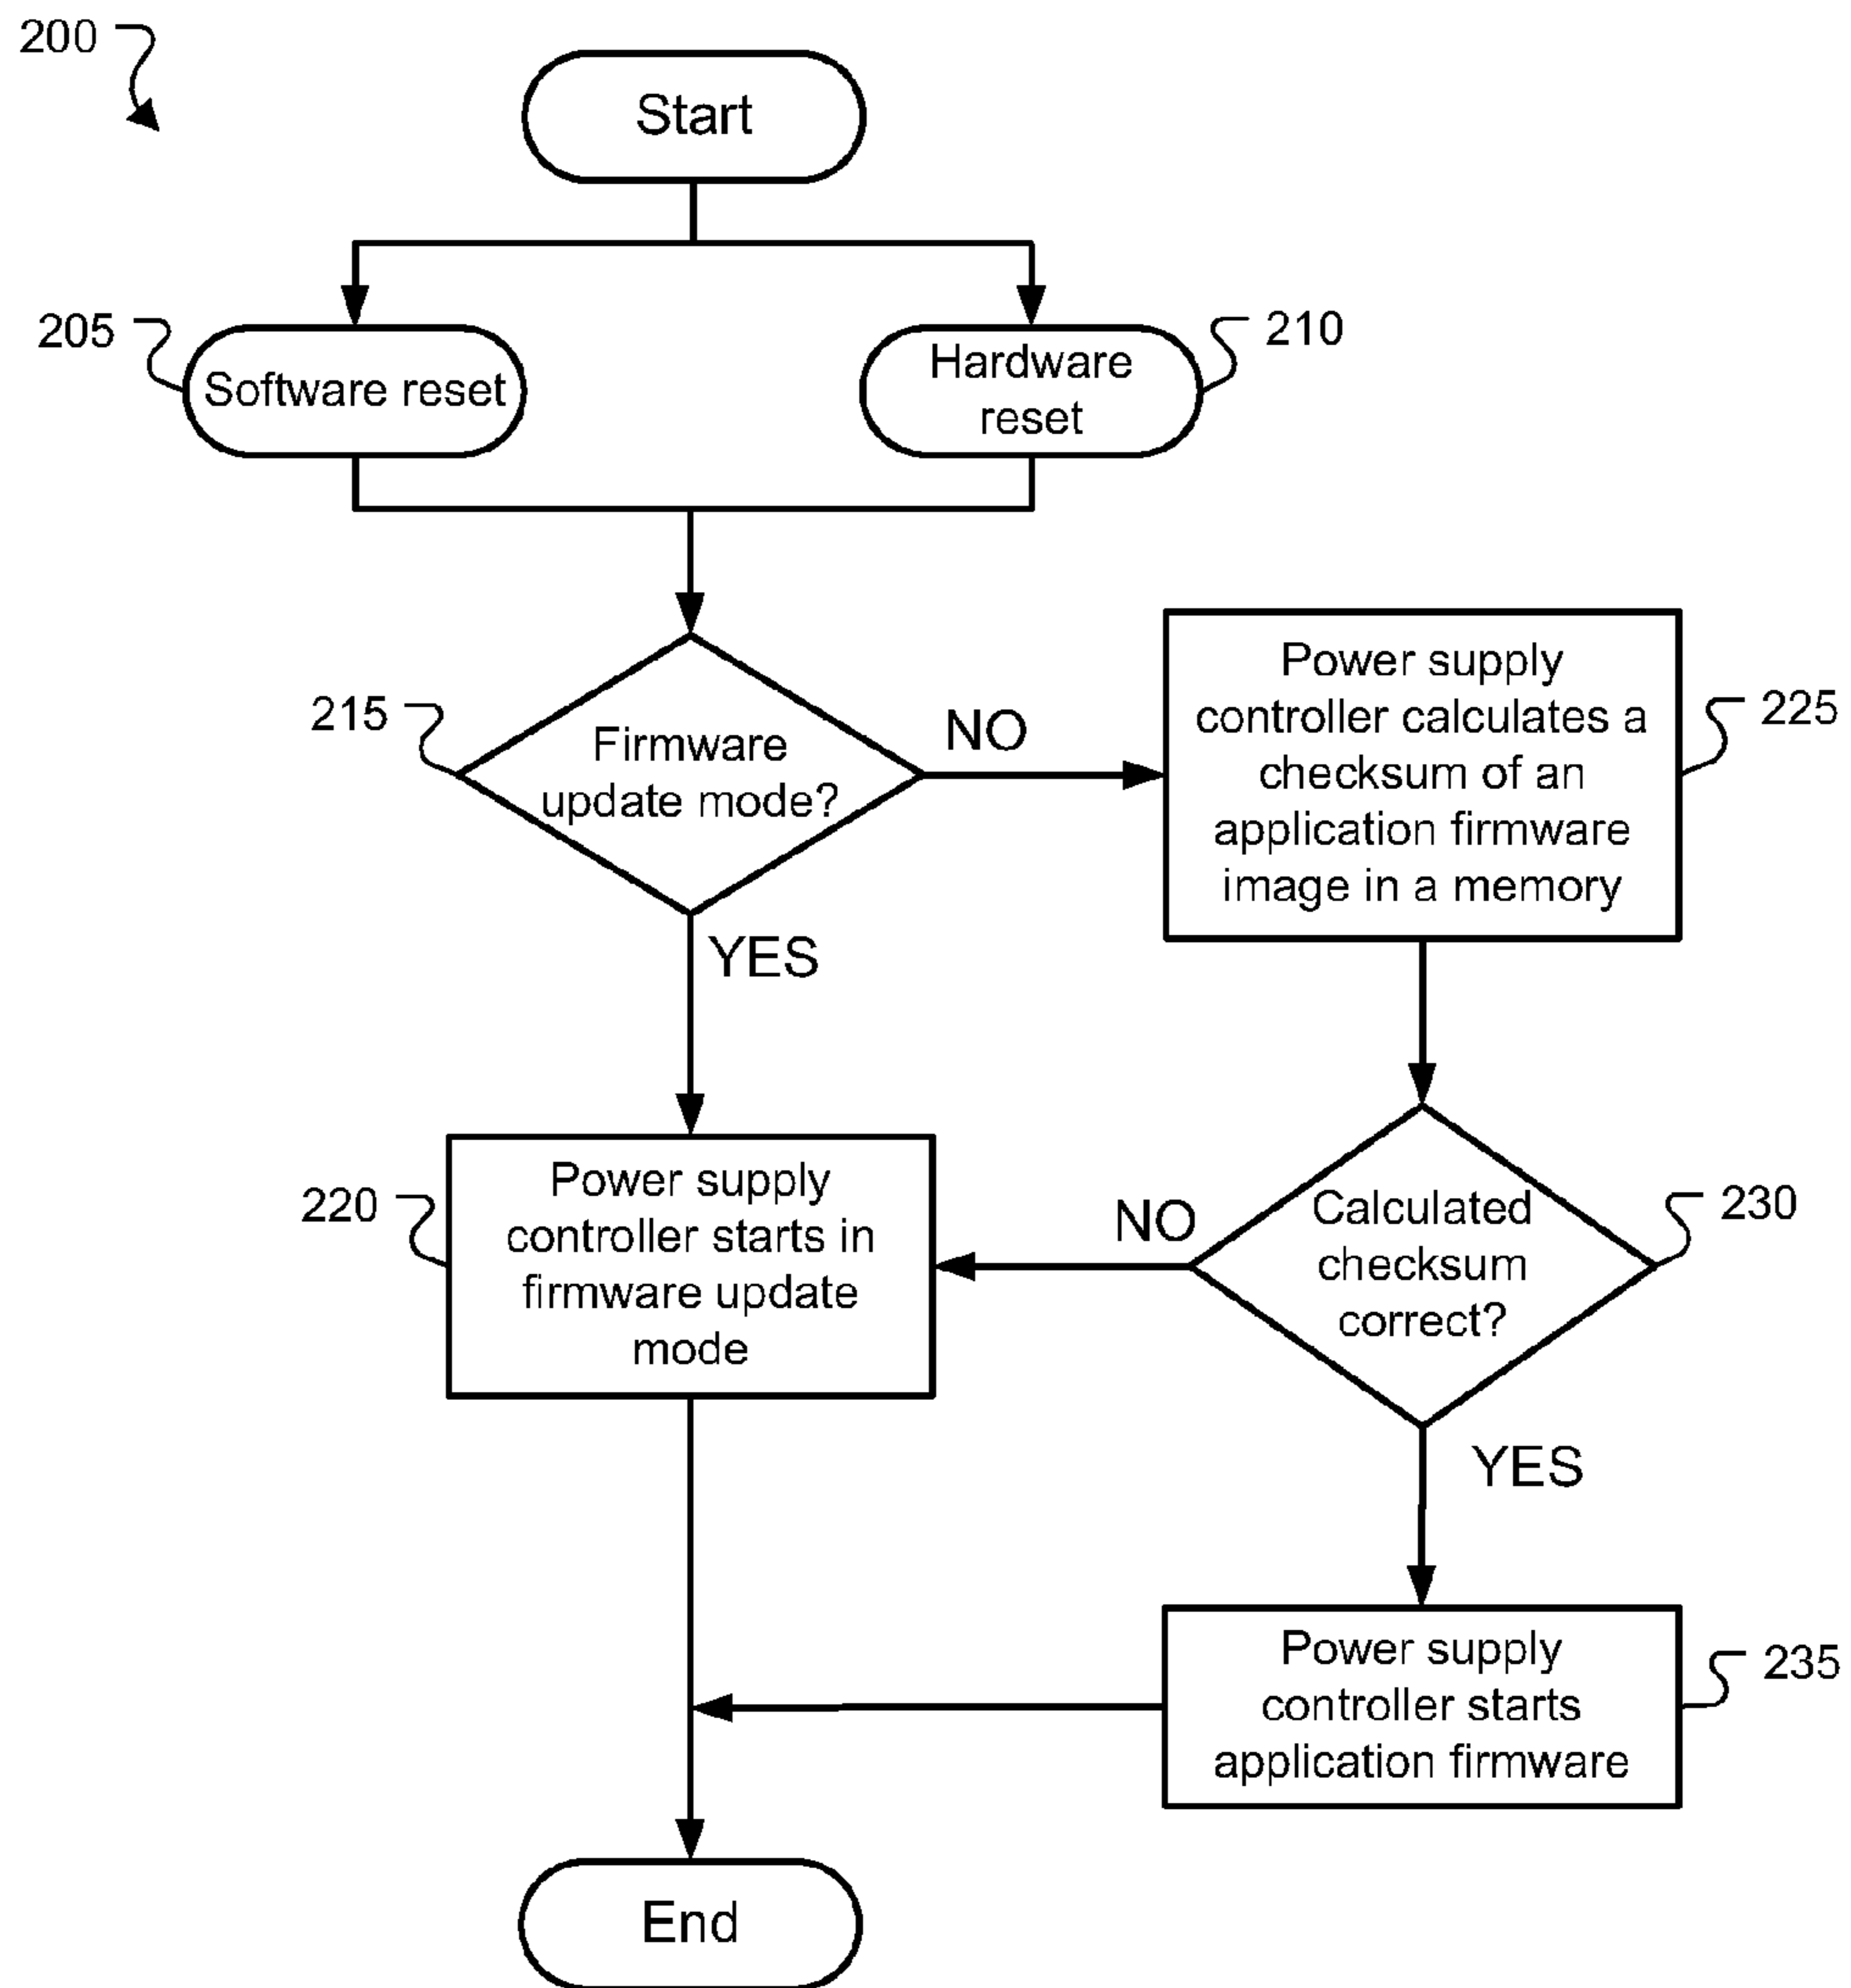 200
Start
205
Software reset
Hardware
reset
210
215
Firmware
update mode?
NO
YES
Power supply
controller calculates a
checksum of an
application firmware
image in a memory
225
220
Power supply
controller starts in
firmware update
mode
NO
Calculated
checksum
correct?
230
YES
Power supply
controller starts
application firmware
235
End